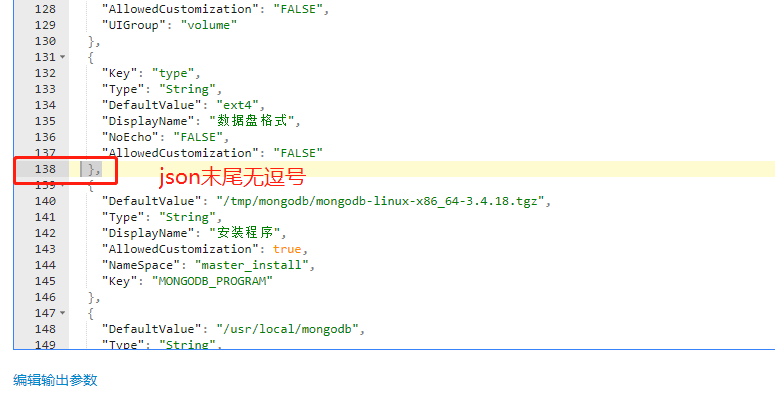 128 "AllowedCustomization": "FALSE",
129 "UIGroup": "volume"
130 },
131 {
132 "Key": "type",
133 "Type": "String",
134 "DefaultValue": "ext4",
135 "DisplayName": "数据盘格式",
136 "NoEcho": "FALSE",
137 "AllowedCustomization": "FALSE"
138 },
json末尾无逗号
139 {
140 "DefaultValue": "/tmp/mongodb/mongodb-linux-x86_64-3.4.18.tgz",
141 "Type": "String",
142 "DisplayName": "安装程序",
143 "AllowedCustomization": true,
144 "NameSpace": "master_install",
145 "Key": "MONGODB_PROGRAM"
146 },
147 {
148 "DefaultValue": "/usr/local/mongodb",
149 "Type": "String",
编辑输出参数